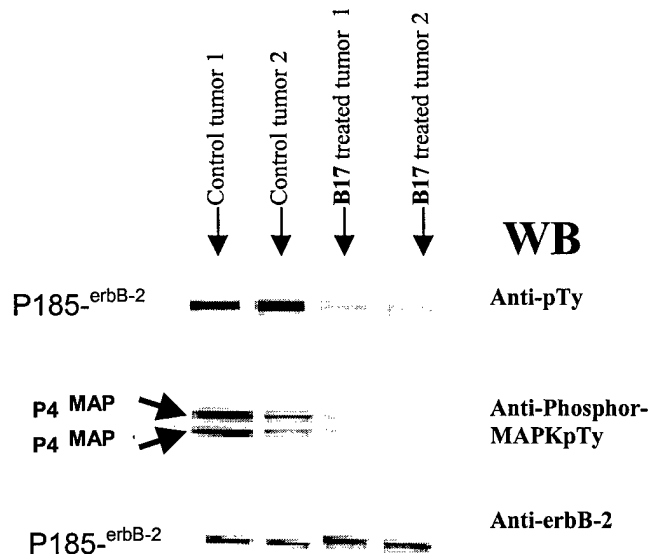 Control tumor 1
Control tumor 2
B17 treated tumor 1
B17 treated tumor 2
WB
P185-erbB-2
Anti-pTy
P4 MAP
P4 MAP
Anti-Phosphor-
MAPKpTy
P185-erbB-2
Anti-erbB-2